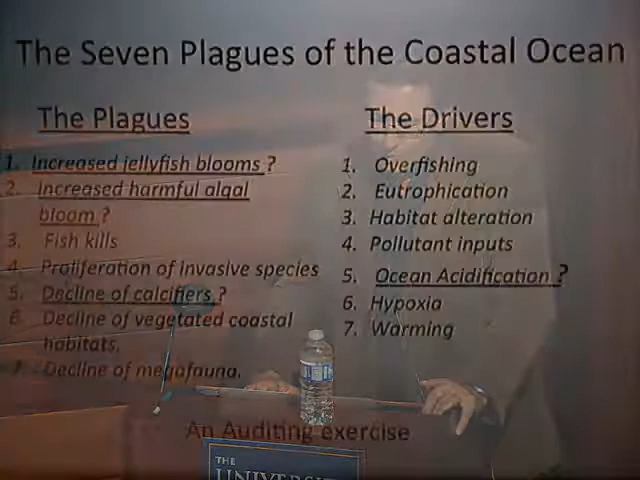 The Seven Plagues of the Coastal Ocean
The Plagues
1. Increased jellyfish blooms ?
2. Increased harmful algal
bloom ?
3. Fish kills
4. Proliferation of invasive species
5. Decline of calcifiers ?
6. Decline of vegetated coastal
habitats.
7. Decline of megafauna.
The Drivers
1. Overfishing
2. Eutrophication
3. Habitat alteration
4. Pollutant inputs
5. Ocean Acidification ?
6. Hypoxia
7. Warming
An Auditing exercise
THE